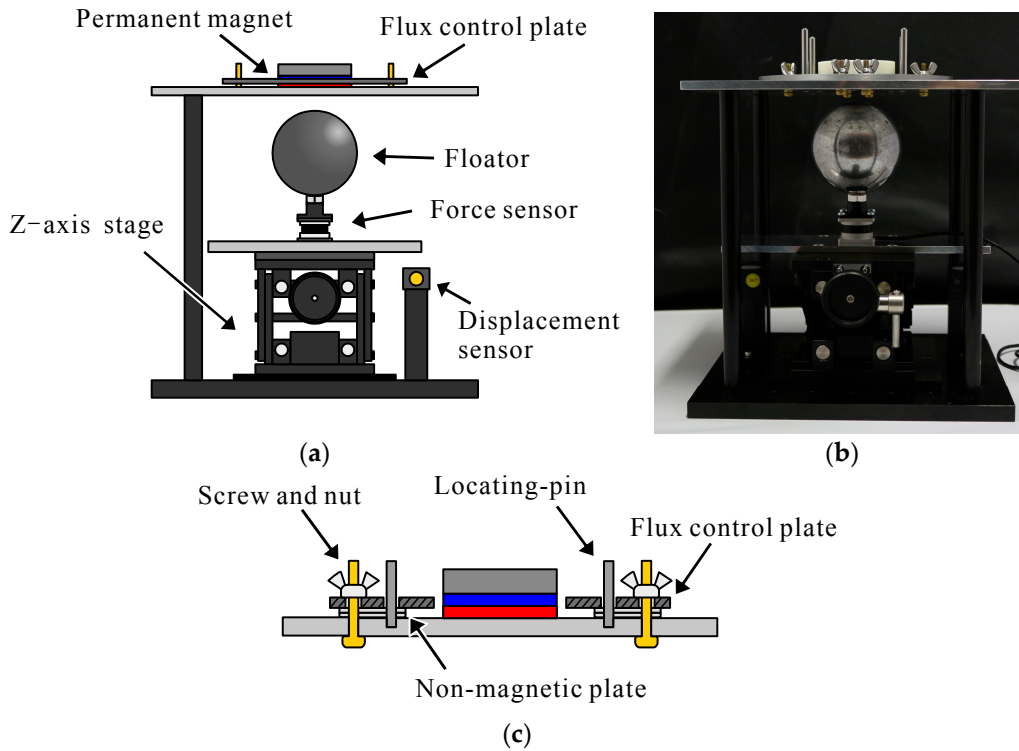 Permanent magnet
Flux control plate
Floator
Force sensor
Z-axis stage
Displacement
sensor
(a)
(b)
Screw and nut
Locating-pin
Flux control plate
Non-magnetic plate
(c)